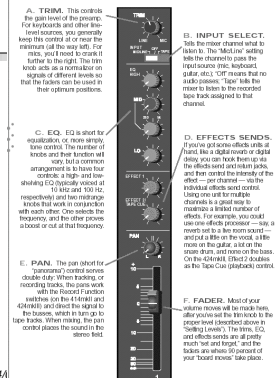 A. TRIM. This controls
the gain level of the preamp.
For keyboards and other line-
level sources, you generally
keep this control at or near the
minimum (all the way left). For
mics, you'll need to crank it
further to the right. The trim
knob acts as a normalizer on
signals of different levels so
that the faders can be used in
their optimum positions.
C. EQ. EQ is short for
equalization, or more simply,
tone control. The number of
knobs and their function will
vary, but a common
arrangement is to have four
controls: a high- and low-
shelving EQ (typically voiced at
10 kHz and 100 Hz,
respectively) and two midrange
knobs that work in conjunction
with each other. One selects the
frequency, and the other proves
a boost or cut at that frequency.
E. PAN. The pan (short for
"panorama") control serves
double duty: When tracking, or
recording tracks, the pans work
with the Record Function
switches (on the 414mkII and
424mkIII) and direct the signal to
the busses, which in turn go to
tape tracks. When mixing, the pan
control places the sound in the
stereo field.
TRIM
LINE
MIC
INPUT
OFF
TAPE
EQ
HIGH
MID
LO
EFFECT 1
EFFECT 2
TAPE CUE
PAN
L
R
B. INPUT SELECT.
Tells the mixer channel what to
listen to. The "Mic/Line" setting
tells the channel to pass the
input source (mic, keyboard,
guitar, etc.); "Off" means that no
audio passes; "Tape" tells the
mixer to listen to the recorded
tape track assigned to that
channel.
D. EFFECTS SENDS.
If you've got some effects units at
hand, like a digital reverb or digital
delay, you can hook them up via
the effects send and return jacks,
and then control the intensity of the
effect — per channel — via the
individual effects send control.
Using one unit for multiple
channels is a great way to
maximize a limited number of
effects. For example, you could
use one effects processor — say, a
reverb set to a live room sound —
and put a little on the vocal, a little
more on the guitar, a lot on the
snare drums, and none on the bass.
On the 424mkIII, Effect 2 doubles
as the Tape Cue (playback) control.
F. FADER. Most of your
volume moves will be made here,
after you've set the trim knob to the
proper level (described above in
"Setting Levels"). The trims, EQ,
and effects sends are all pretty
much "set and forget," and the
faders are where 90 percent of
your "board moves" take place.